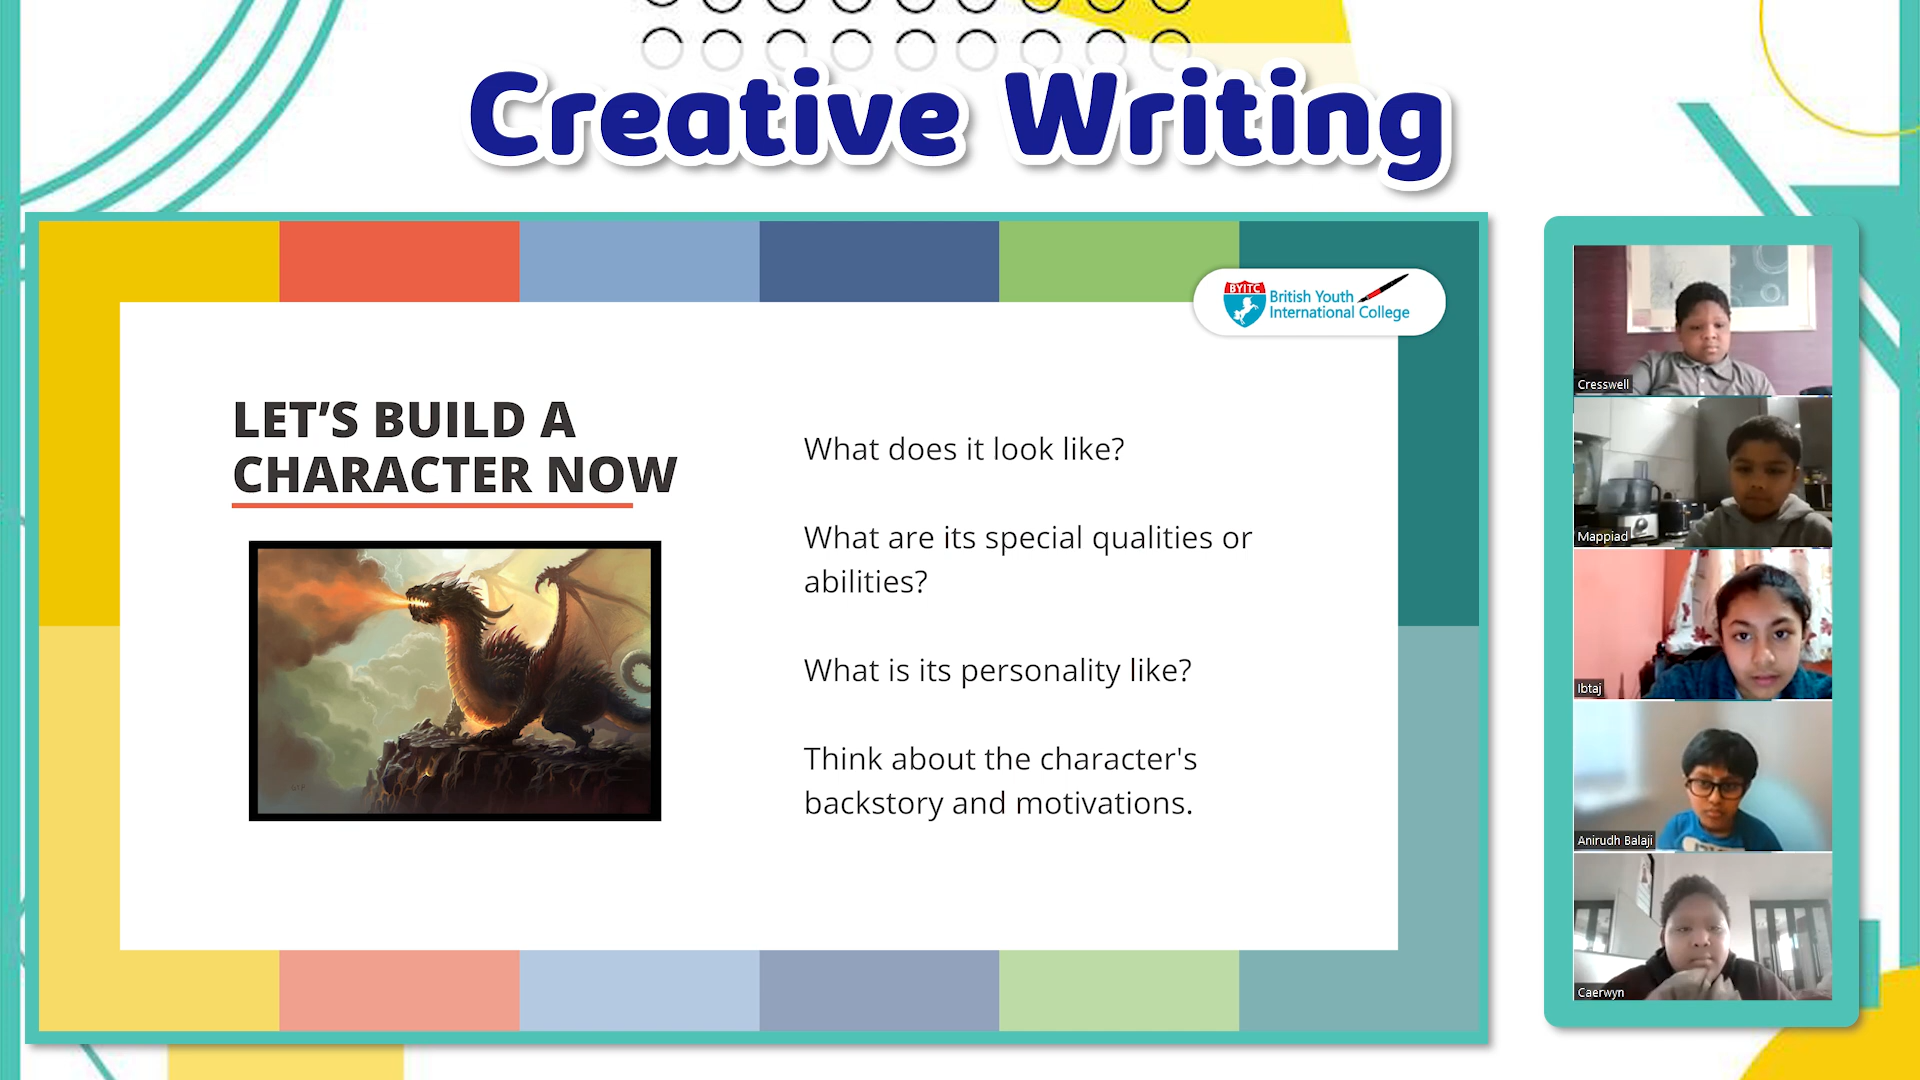 Creative Writing
BYITC
British Youth
International College
LET’S BUILD A
CHARACTER NOW
What does it look like?
What are its special qualities or
abilities?
What is its personality like?
Think about the character's
backstory and motivations.
Cresswell
Mappiad
Ibtaj
Anirudh Balaji
Caerwyn